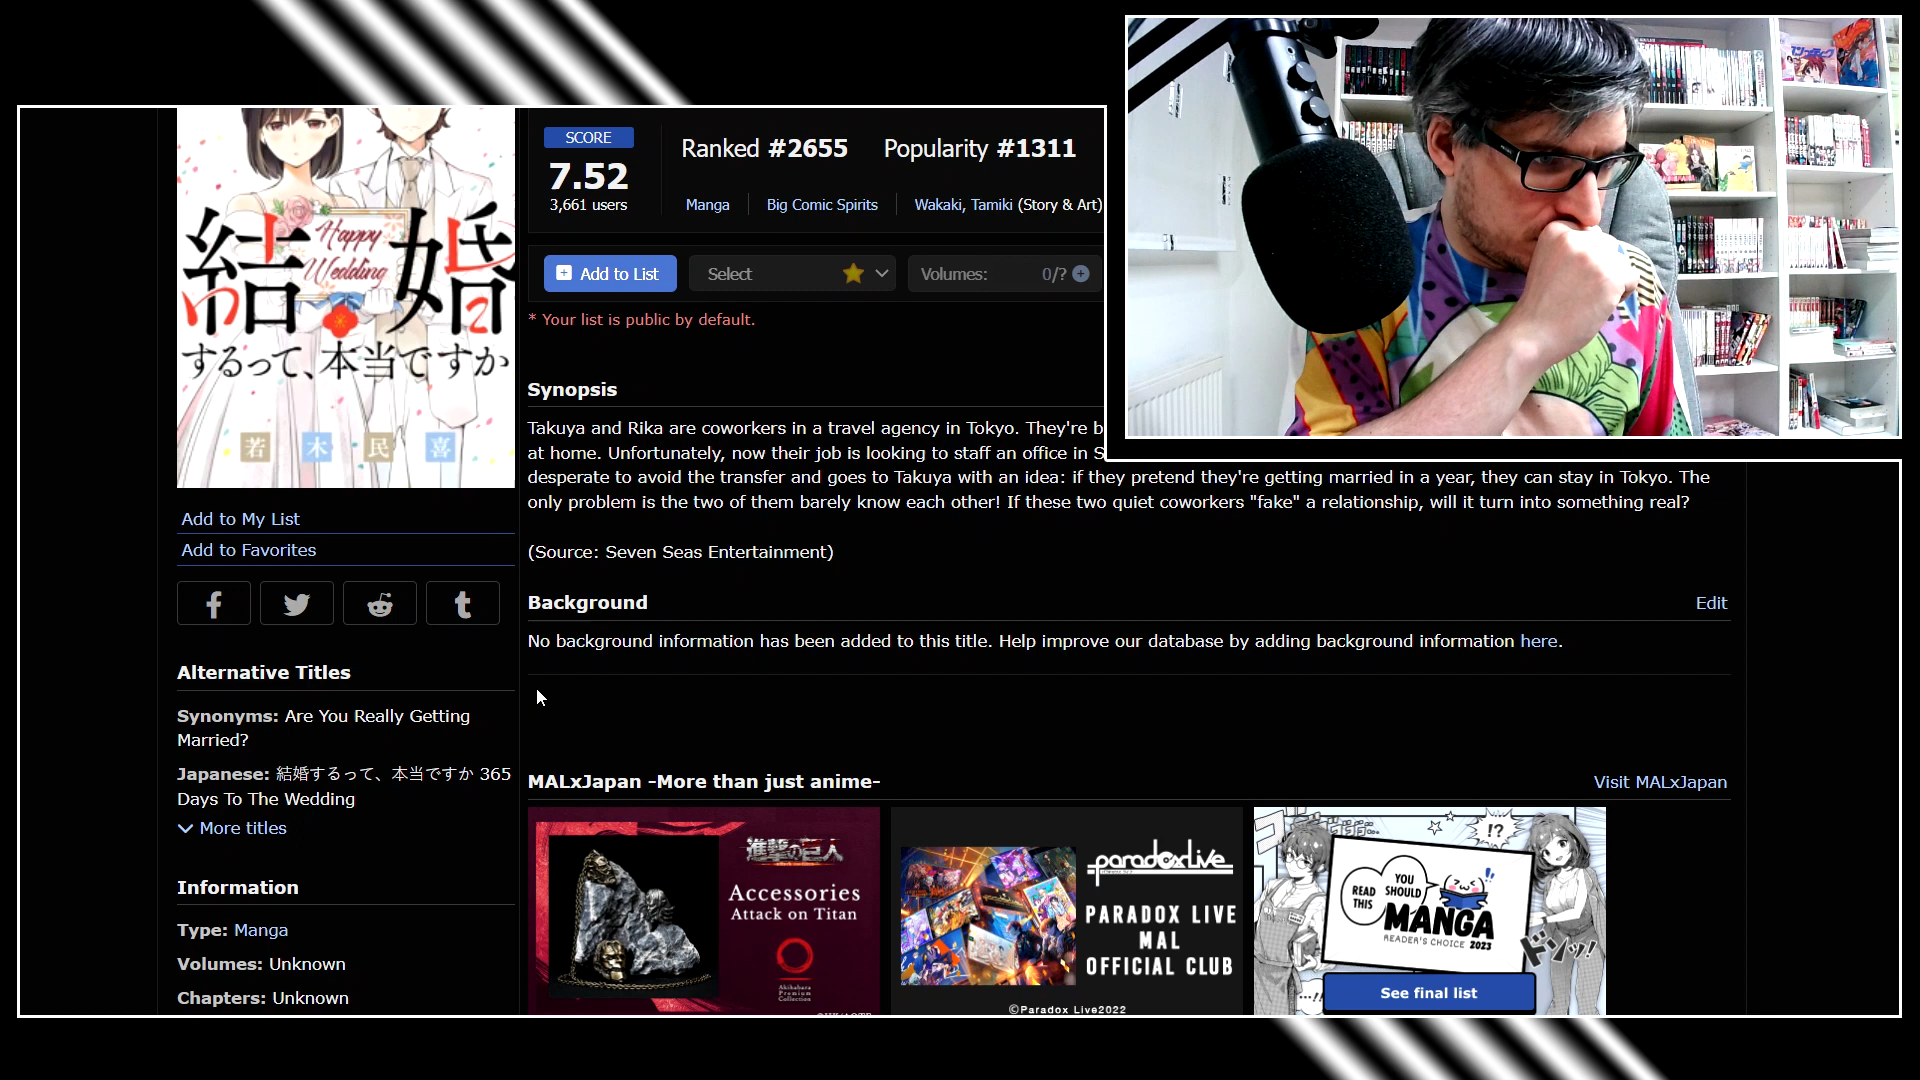 Happy
Wedding
結婚
するって、本当ですか
若木民喜
Add to My List
Add to Favorites
Alternative Titles
Synonyms: Are You Really Getting
Married?
Japanese: 結婚するって、本当ですか 365
Days To The Wedding
More titles
Information
Type: Manga
Volumes: Unknown
Chapters: Unknown
SCORE
7.52
3,661 users
Ranked #2655
Popularity #1311
Manga
Big Comic Spirits
Wakaki, Tamiki (Story & Art)
Add to List
Select
Volumes: 0/?
* Your list is public by default.
Synopsis
Takuya and Rika are coworkers in a travel agency in Tokyo. They're b
at home. Unfortunately, now their job is looking to staff an office in S
desperate to avoid the transfer and goes to Takuya with an idea: if they pretend they're getting married in a year, they can stay in Tokyo. The
only problem is the two of them barely know each other! If these two quiet coworkers "fake" a relationship, will it turn into something real?
(Source: Seven Seas Entertainment)
Background
Edit
No background information has been added to this title. Help improve our database by adding background information here.
MALxJapan -More than just anime-
Visit MALxJapan
進撃の巨人
Accessories
Attack on Titan
Akihabara
Premium
Collection
paradoxLive
PARADOX LIVE
MAL
OFFICIAL CLUB
©Paradox Live2022
!?
READ
THIS
YOU
SHOULD
MANGA
READER'S CHOICE 2023
ドンッ!
See final list